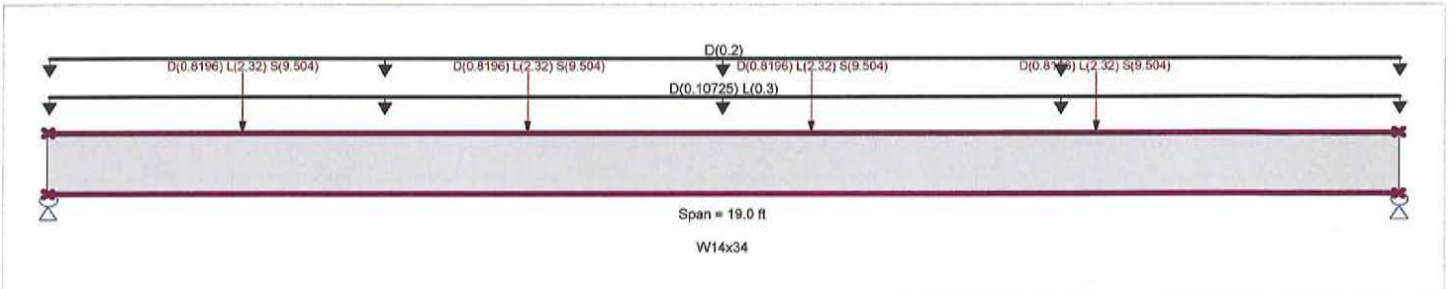 D(0.2)
D(0.8196) L(2.32) S(9.504) D(0.8196) L(2.32) S(9.504) D(0.8196) L(2.32) S(9.504) L(2.32) S(9.504)
D(0.10725) L(0.3)
Span = 19.0 ft
W14x34